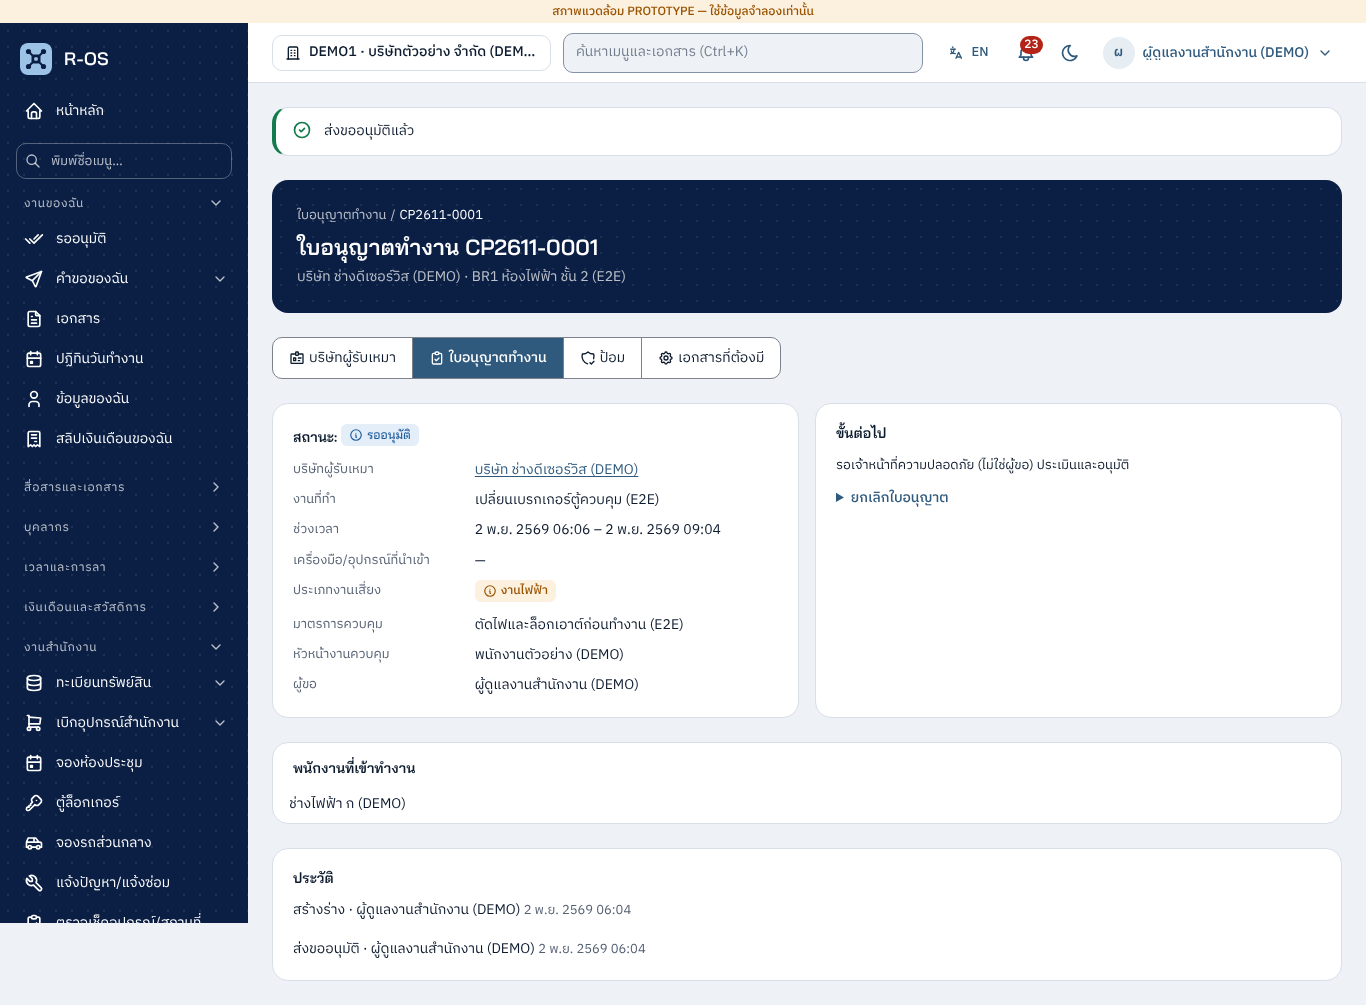 สภาพแวดล้อม PROTOTYPE — ใช้ข้อมูลจำลองเท่านั้น
R-OS
DEMO1 · บริษัทตัวอย่าง จำกัด (DEM...
ค้นหาเมนูและเอกสาร (Ctrl+K)
EN
23
ผ
ผู้ดูแลงานสำนักงาน (DEMO)
หน้าหลัก
พิมพ์ชื่อเมนู...
งานของฉัน
รออนุมัติ
คำขอของฉัน
เอกสาร
ปฏิทินวันทำงาน
ข้อมูลของฉัน
สลิปเงินเดือนของฉัน
สื่อสารและเอกสาร
บุคลากร
เวลาและการลา
เงินเดือนและสวัสดิการ
งานสำนักงาน
ทะเบียนทรัพย์สิน
เบิกอุปกรณ์สำนักงาน
จองห้องประชุม
ตู้ล็อกเกอร์
จองรถส่วนกลาง
แจ้งปัญหา/แจ้งซ่อม
ตรวจเช็คอุปกรณ์/สถานที่
ส่งขออนุมัติแล้ว
ใบอนุญาตทำงาน / CP2611-0001
ใบอนุญาตทำงาน CP2611-0001
บริษัท ช่างดีเซอร์วิส (DEMO) · BR1 ห้องไฟฟ้า ชั้น 2 (E2E)
บริษัทผู้รับเหมา
ใบอนุญาตทำงาน
ป้อม
เอกสารที่ต้องมี
สถานะ: รออนุมัติ
บริษัทผู้รับเหมา บริษัท ช่างดีเซอร์วิส (DEMO)
งานที่ทำ เปลี่ยนเบรกเกอร์ตู้ควบคุม (E2E)
ช่วงเวลา 2 พ.ย. 2569 06:06 – 2 พ.ย. 2569 09:04
เครื่องมือ/อุปกรณ์ที่นำเข้า —
ประเภทงานเสี่ยง งานไฟฟ้า
มาตรการควบคุม ตัดไฟและล็อกเอาต์ก่อนทำงาน (E2E)
หัวหน้างานควบคุม พนักงานตัวอย่าง (DEMO)
ผู้ขอ ผู้ดูแลงานสำนักงาน (DEMO)
ขั้นต่อไป
รอเจ้าหน้าที่ความปลอดภัย (ไม่ใช่ผู้ขอ) ประเมินและอนุมัติ
ยกเลิกใบอนุญาต
พนักงานที่เข้าทำงาน
ช่างไฟฟ้า ก (DEMO)
ประวัติ
สร้างร่าง · ผู้ดูแลงานสำนักงาน (DEMO) 2 พ.ย. 2569 06:04
ส่งขออนุมัติ · ผู้ดูแลงานสำนักงาน (DEMO) 2 พ.ย. 2569 06:04